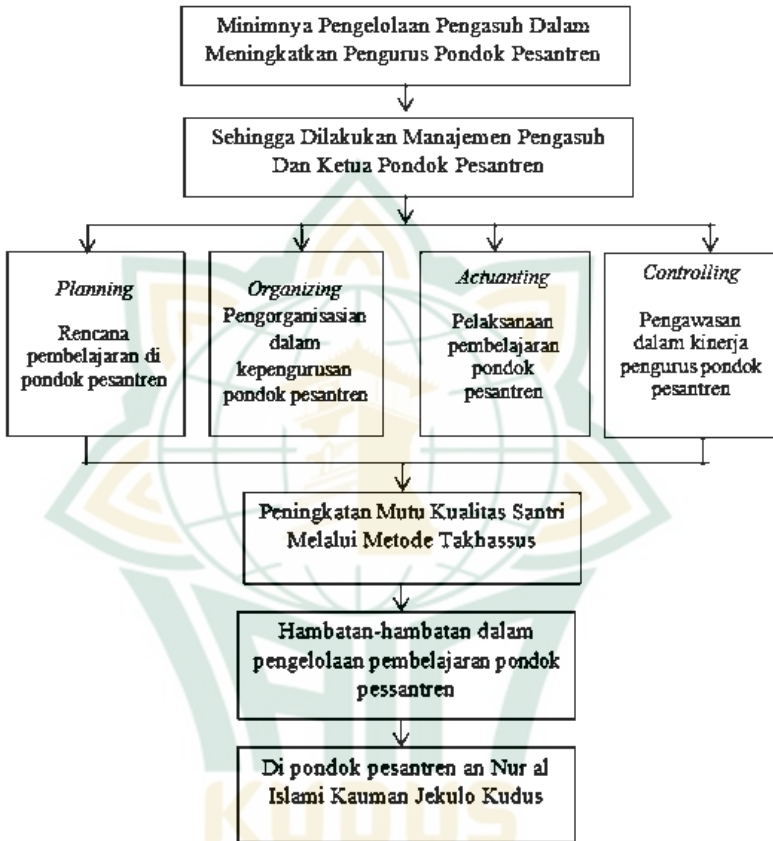 Minimnya Pengelolaan Pengasuh Dalam
Meningkatkan Pengurus Pondok Pesantren
Sehingga Dilakukan Manajemen Pengasuh
Dan Ketua Pondok Pesantren
Planning
Rencana
pembelajaran di
pondok pesantren
Organizing
Pengorganisasian
dalam
kepengurusan
pondok pesantren
Actuanting
Pelaksanaan
pembelajaran
pondok
pesantren
Controlling
Pengawasan
dalam kinerja
pengurus pondok
pesantren
Peningkatan Mutu Kualitas Santri
Melalui Metode Takhassus
Hambatan-hambatan dalam
pengelolaan pembelajaran pondok
pessantren
Di pondok pesantren an Nur al
Islami Kauman Jekulo Kudus
KUDUS